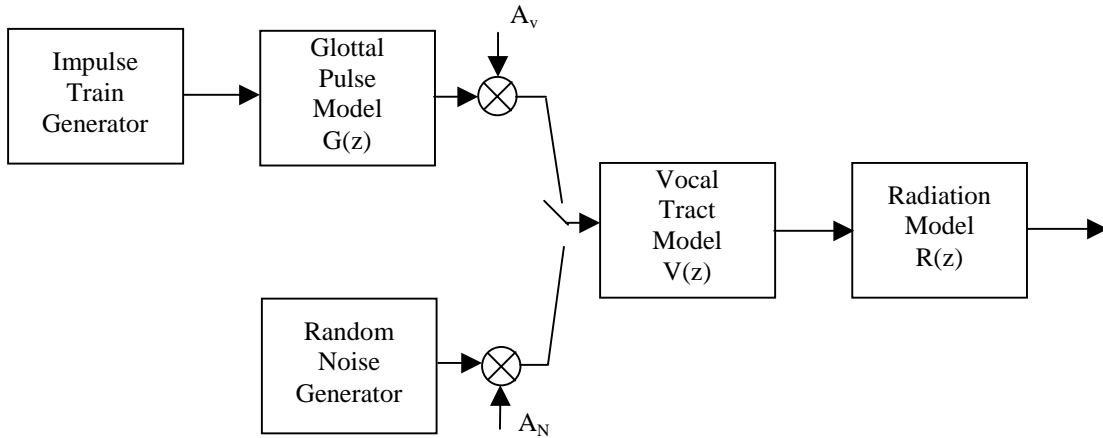 A_v
Impulse
Train
Generator
Glottal
Pulse
Model
G(z)
Vocal
Tract
Model
V(z)
Radiation
Model
R(z)
Random
Noise
Generator
A_N